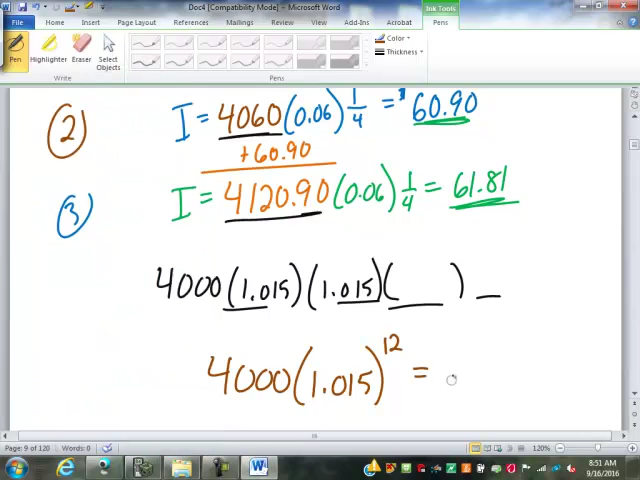 Doc4 [Compatibility Mode] - Microsoft Word
Ink Tools
File Home Insert Page Layout References Mailings Review View Add-Ins Acrobat Pens
Pen
Highlighter
Eraser
Select Objects
Color
Thickness
Write
Pens
② I = 4060(0.06) 1/4 = $60.90
+60.90
③ I = 4120.90(0.06) 1/4 = 61.81
4000(1.015)(1.015)(___) _
4000(1.015)^12 =
Page: 9 of 120 Words: 0 120%
8:51 AM
9/16/2016